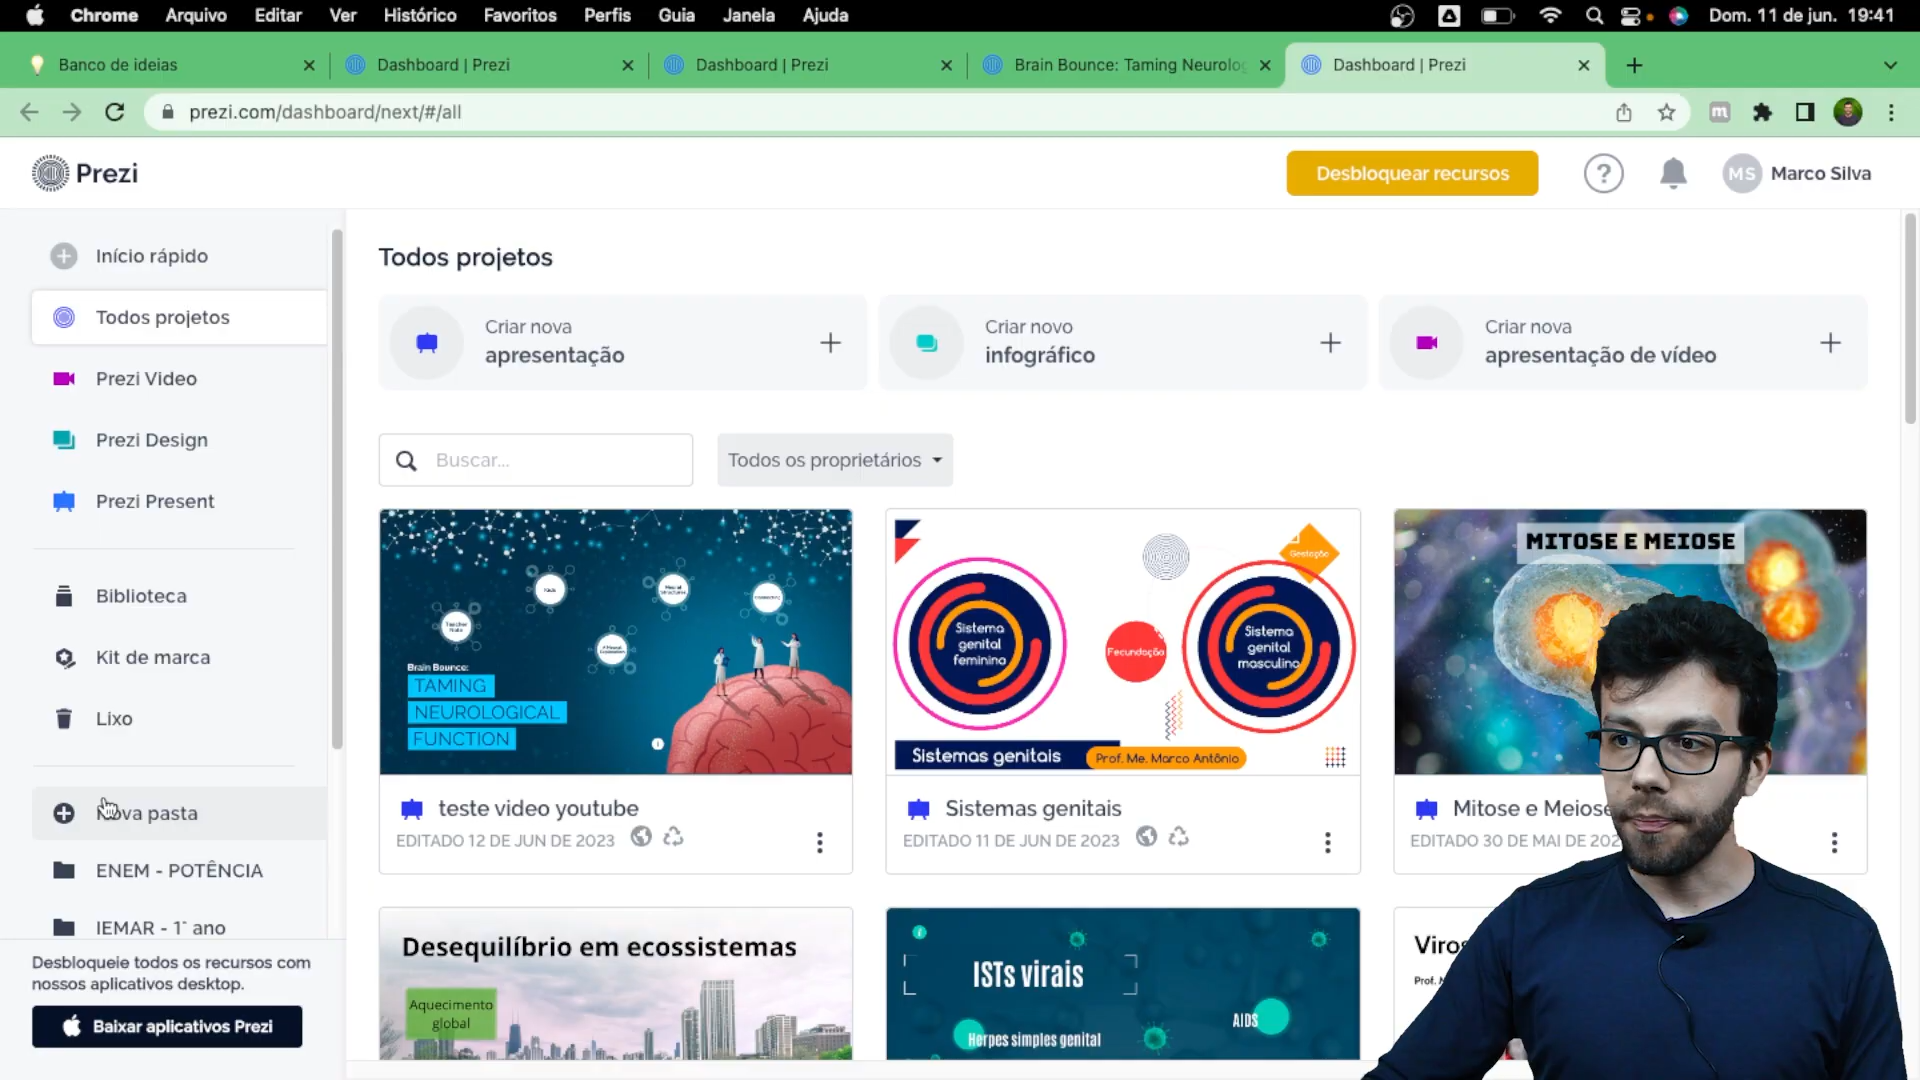 Chrome Arquivo Editar Ver Histórico Favoritos Perfis Guia Janela Ajuda Dom. 11 de jun. 19:41
Banco de ideias Dashboard | Prezi Dashboard | Prezi Brain Bounce: Taming Neurolog Dashboard | Prezi
prezi.com/dashboard/next/#/all
Prezi
Desbloquear recursos
?
MS Marco Silva
Início rápido
Todos projetos
Prezi Video
Prezi Design
Prezi Present
Biblioteca
Kit de marca
Lixo
Nova pasta
ENEM - POTÊNCIA
IEMAR - 1° ano
Desbloqueie todos os recursos com
nossos aplicativos desktop.
Baixar aplicativos Prezi
Todos projetos
Criar nova
apresentação
Criar novo
infográfico
Criar nova
apresentação de vídeo
Buscar...
Todos os proprietários
Brain Bounce:
TAMING
NEUROLOGICAL
FUNCTION
teste video youtube
EDITADO 12 DE JUN DE 2023
Gestação
Sistema
genital
feminino
Fecundação
Sistema
genital
masculino
Sistemas genitais
Prof. Me. Marco Antônio
Sistemas genitais
EDITADO 11 DE JUN DE 2023
MITOSE E MEIOSE
Mitose e Meiose
EDITADO 30 DE MAI DE 202
Desequilíbrio em ecossistemas
Aquecimento
global
ISTs virais
AIDS
Herpes simples genital
Viros
Prof. M